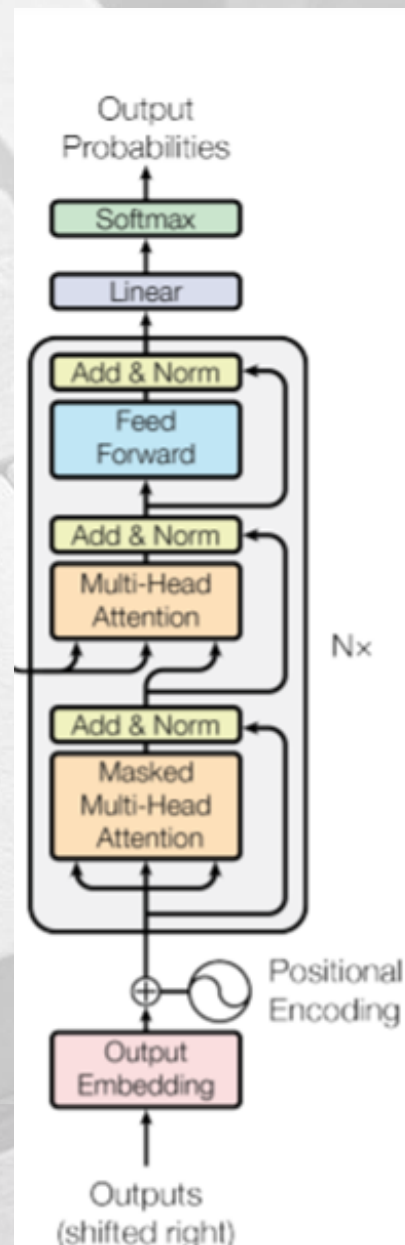 Output
Probabilities
Softmax
Linear
Add & Norm
Feed
Forward
Add & Norm
Multi-Head
Attention
N×
Add & Norm
Masked
Multi-Head
Attention
Positional
Encoding
Output
Embedding
Outputs
(shifted right)